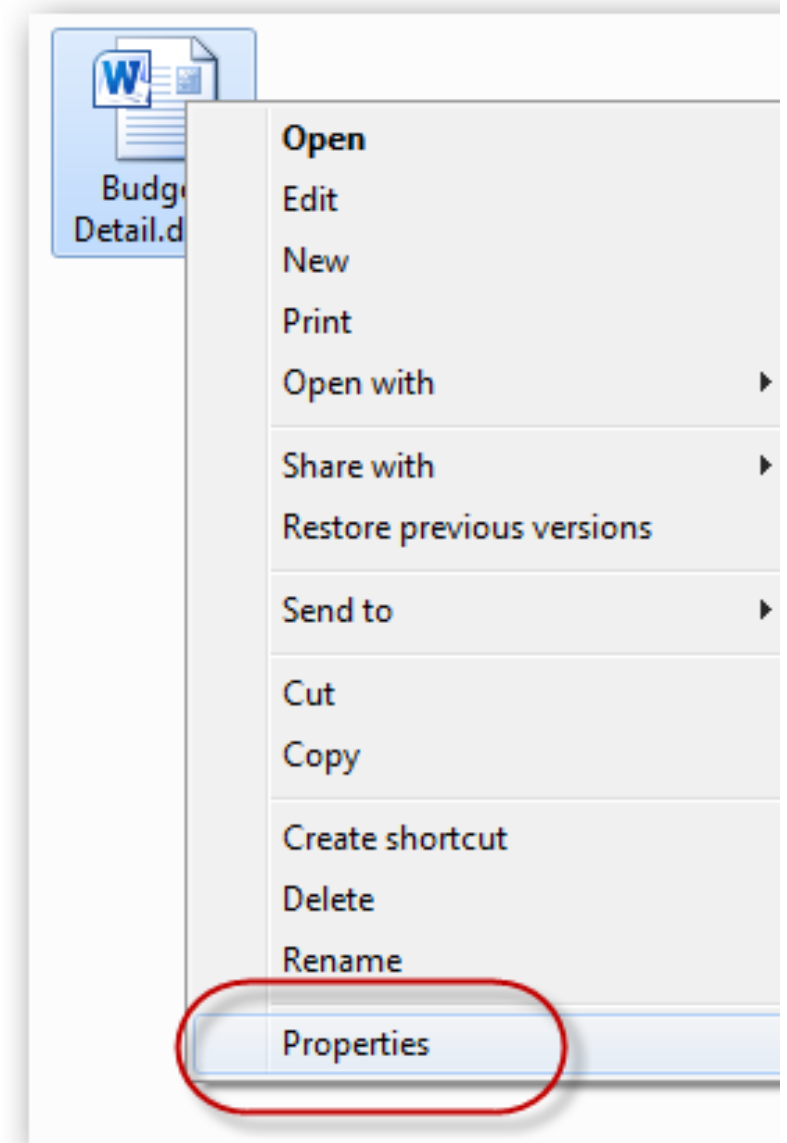 W
Budg
Detail.d
Open
Edit
New
Print
Open with
Share with
Restore previous versions
Send to
Cut
Copy
Create shortcut
Delete
Rename
Properties